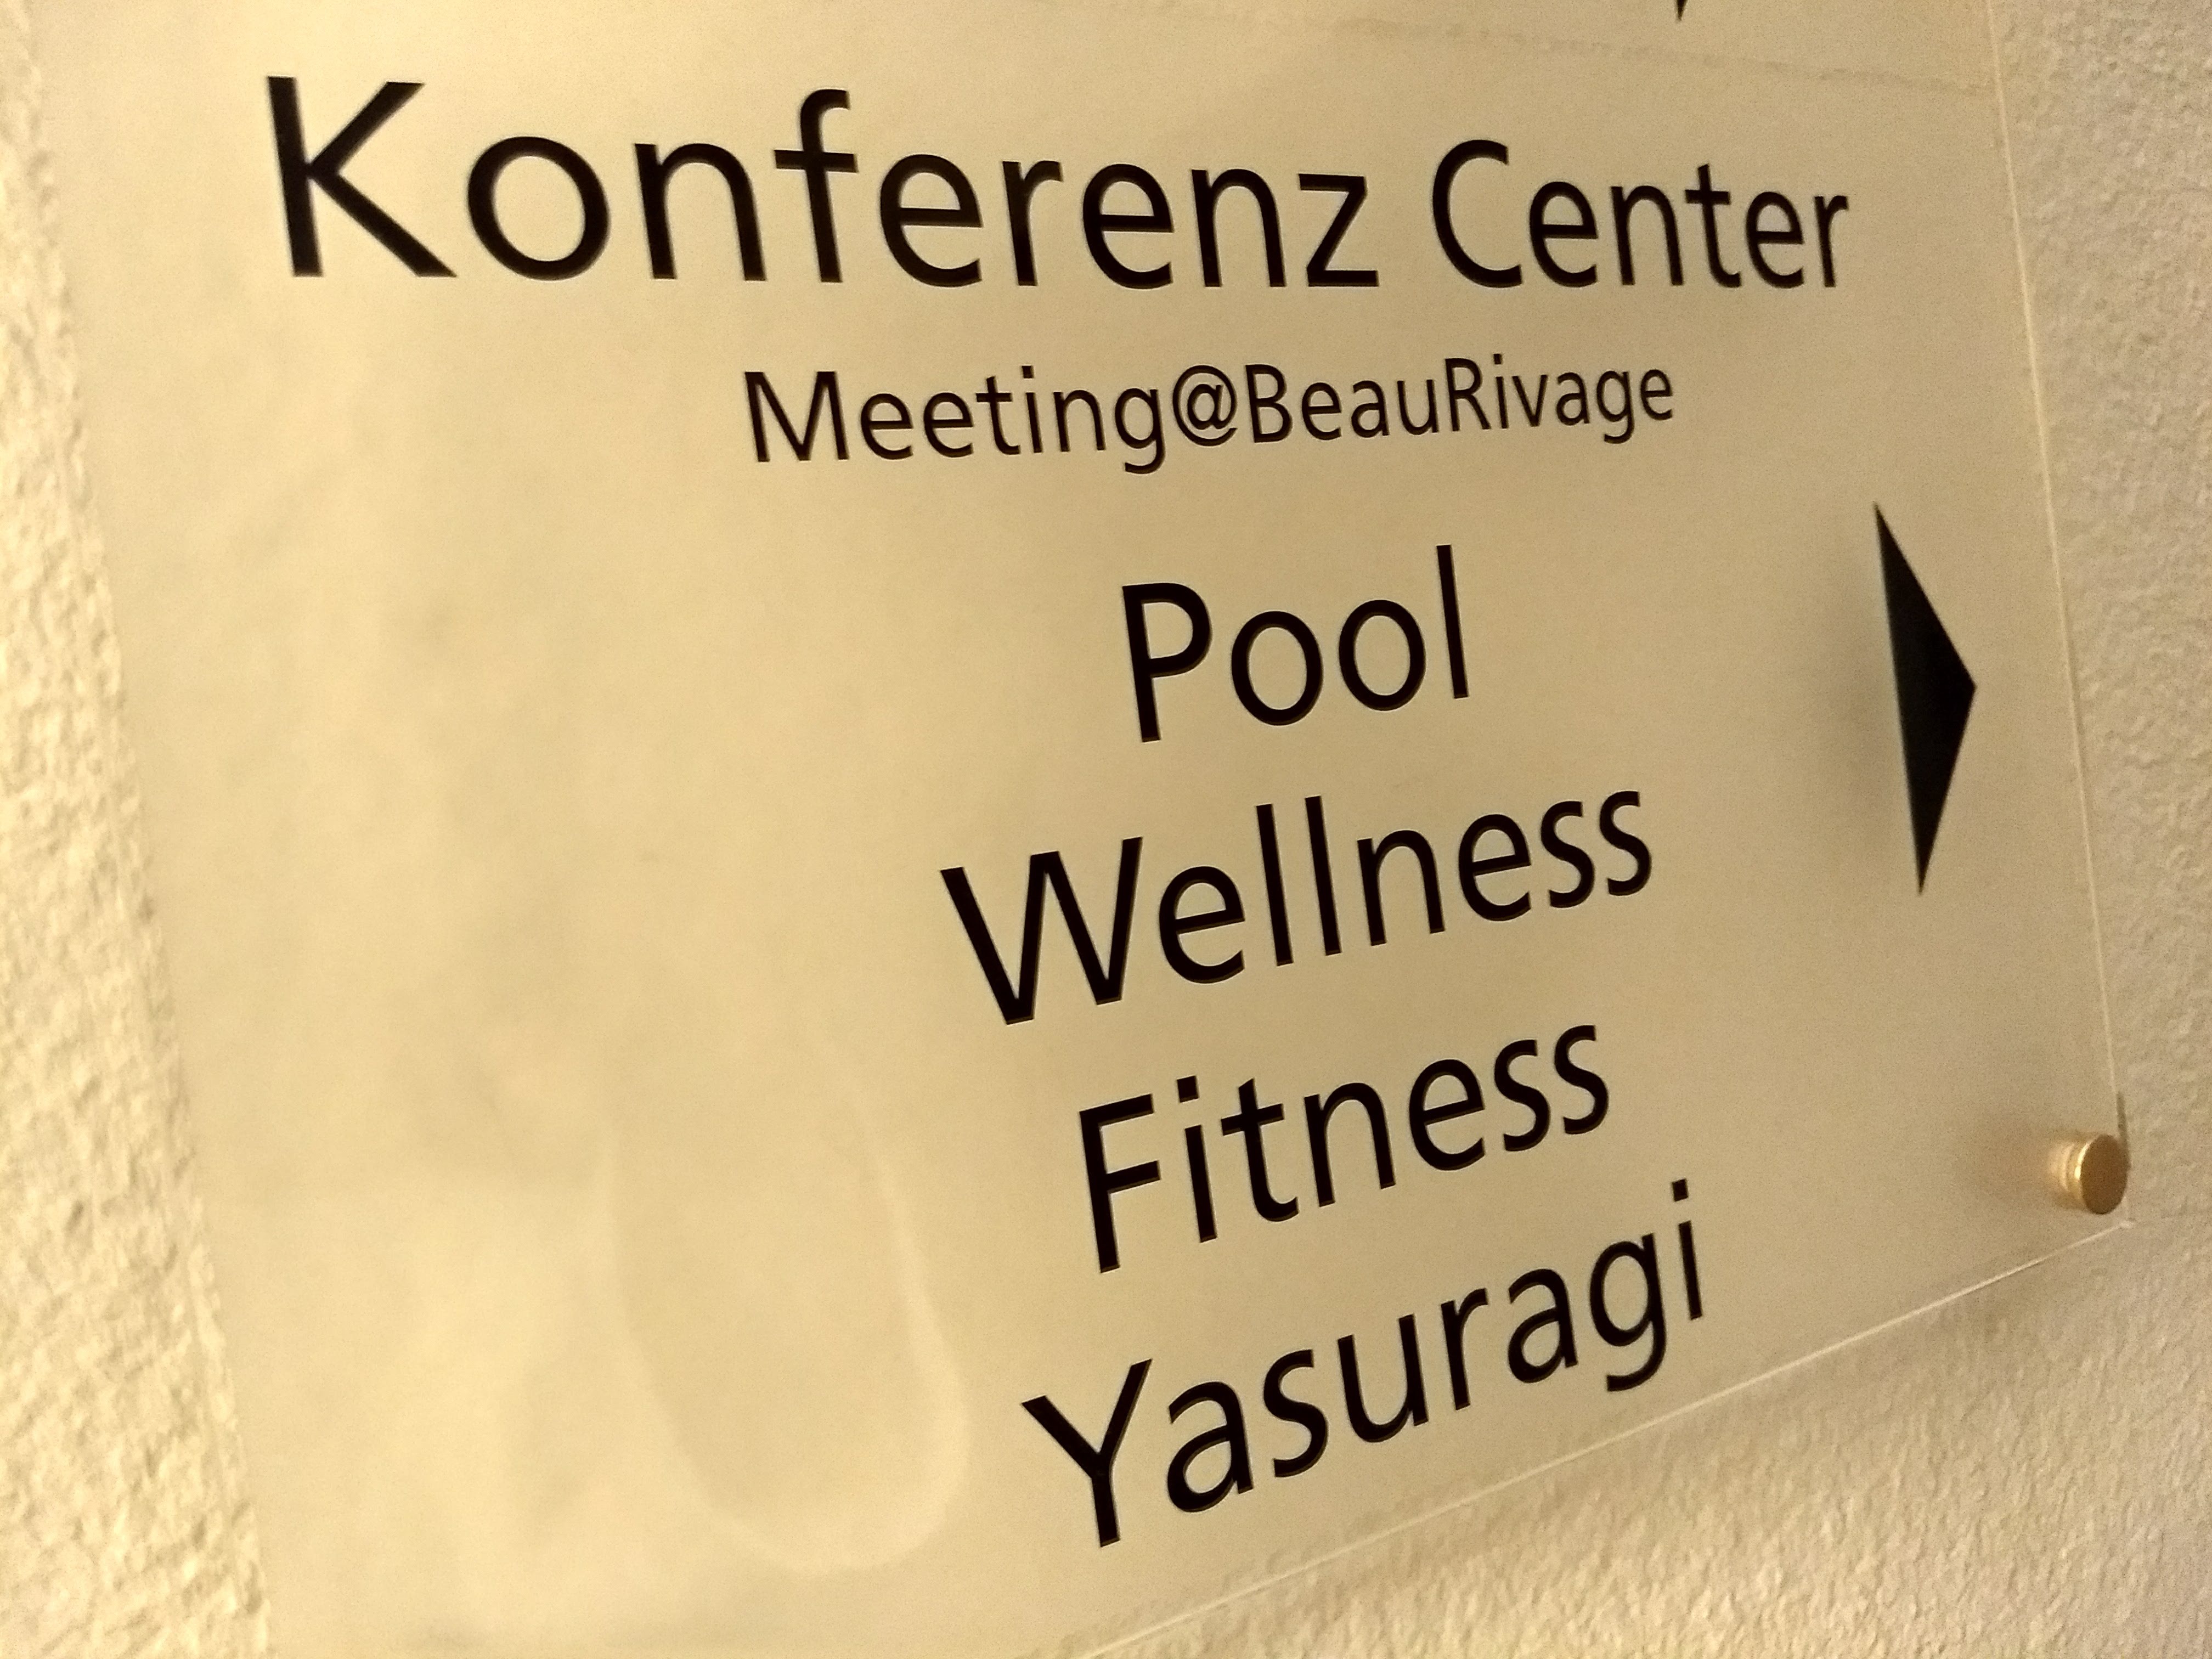 Konferenz Center
Meeting@BeauRivage
Pool
Wellness
Fitness
Yasuragi